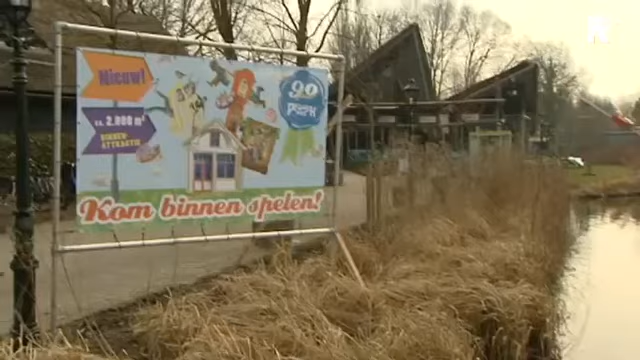 Nieuw!
ca. 2.000 m²
BINNEN-
ATTRACTIE
90
Kom binnen spelen!